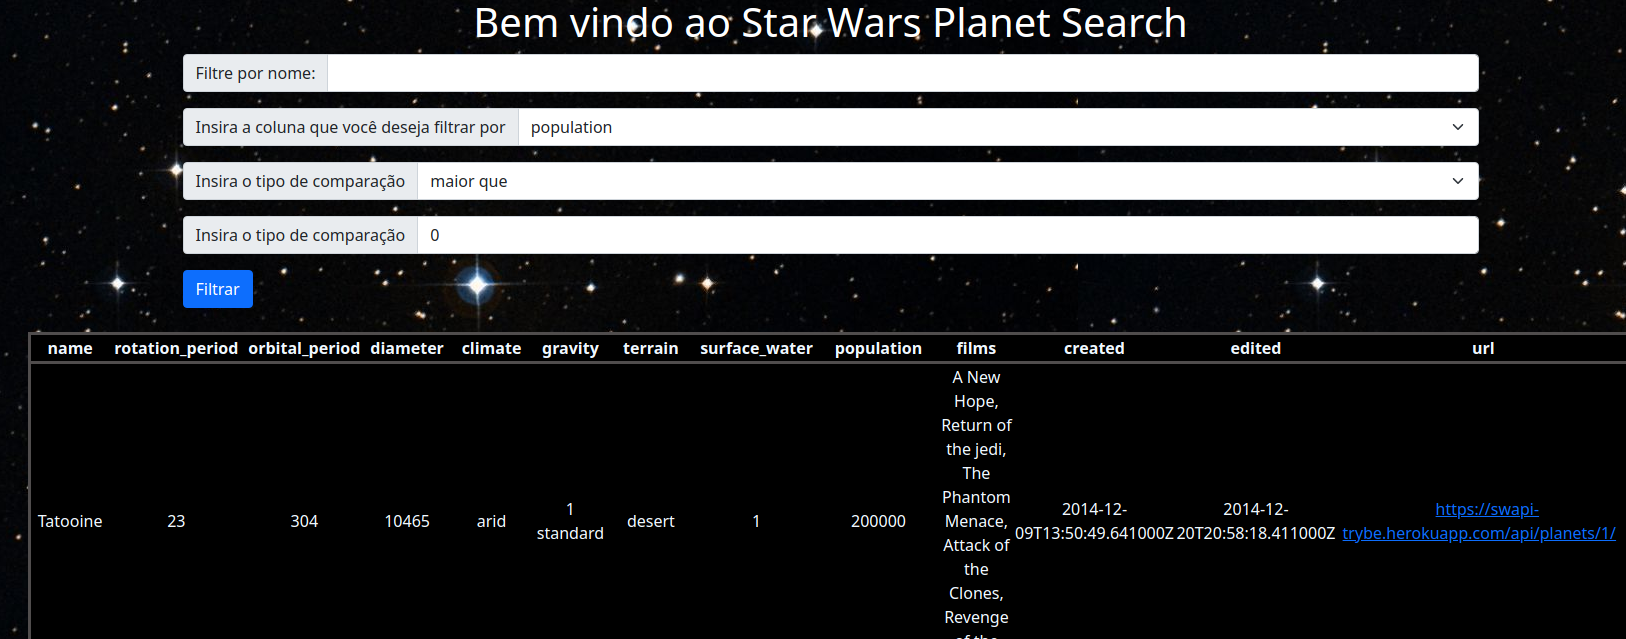 Bem vindo ao Star Wars Planet Search
Filtre por nome:
Insira a coluna que você deseja filtrar por population
Insira o tipo de comparação maior que
Insira o tipo de comparação 0
Filtrar
name rotation_period orbital_period diameter climate gravity terrain surface_water population films created edited url
Tatooine
23
304
10465
arid
1
standard
desert
1
200000
A New
Hope,
Return of
the jedi,
The
Phantom
Menace,
Attack of
the
Clones,
Revenge
of the
2014-12-
09T13:50:49.641000Z
2014-12-
20T20:58:18.411000Z
https://swapi-
trybe.herokuapp.com/api/planets/1/